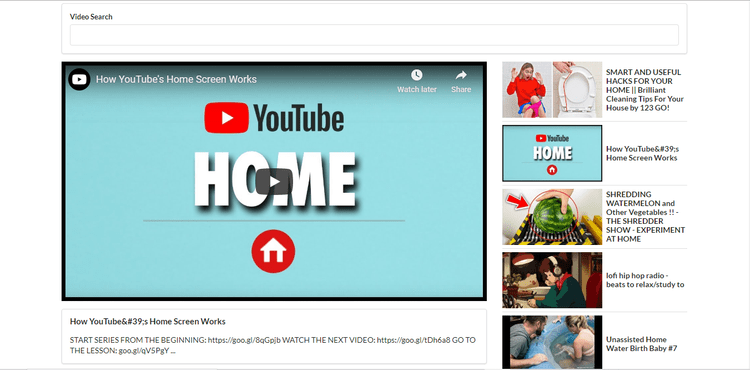 Video Search
How YouTube's Home Screen Works
Watch later
Share
YouTube
HOME
How YouTube&#39;s Home Screen Works
START SERIES FROM THE BEGINNING: https://goo.gl/8qGpjb WATCH THE NEXT VIDEO: https://goo.gl/tDh6a8 GO TO
THE LESSON: goo.gl/qV5PgY ...
SMART AND USEFUL
HACKS FOR YOUR
HOME || Brilliant
Cleaning Tips For Your
House by 123 GO!
YouTube
HOME
How YouTube&#39;s
Home Screen Works
SHREDDING
WATERMELON and
Other Vegetables !! -
THE SHREDDER
SHOW - EXPERIMENT
AT HOME
lofi hip hop radio -
beats to relax/study to
Unassisted Home
Water Birth Baby #7